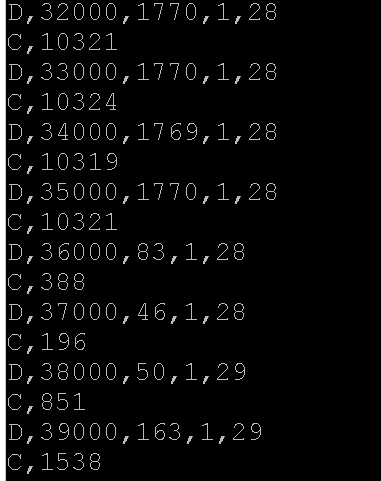 D,32000,1770,1,28
C,10321
D,33000,1770,1,28
C,10324
D,34000,1769,1,28
C,10319
D,35000,1770,1,28
C,10321
D,36000,83,1,28
C,388
D,37000,46,1,28
C,196
D,38000,50,1,29
C,851
D,39000,163,1,29
C,1538